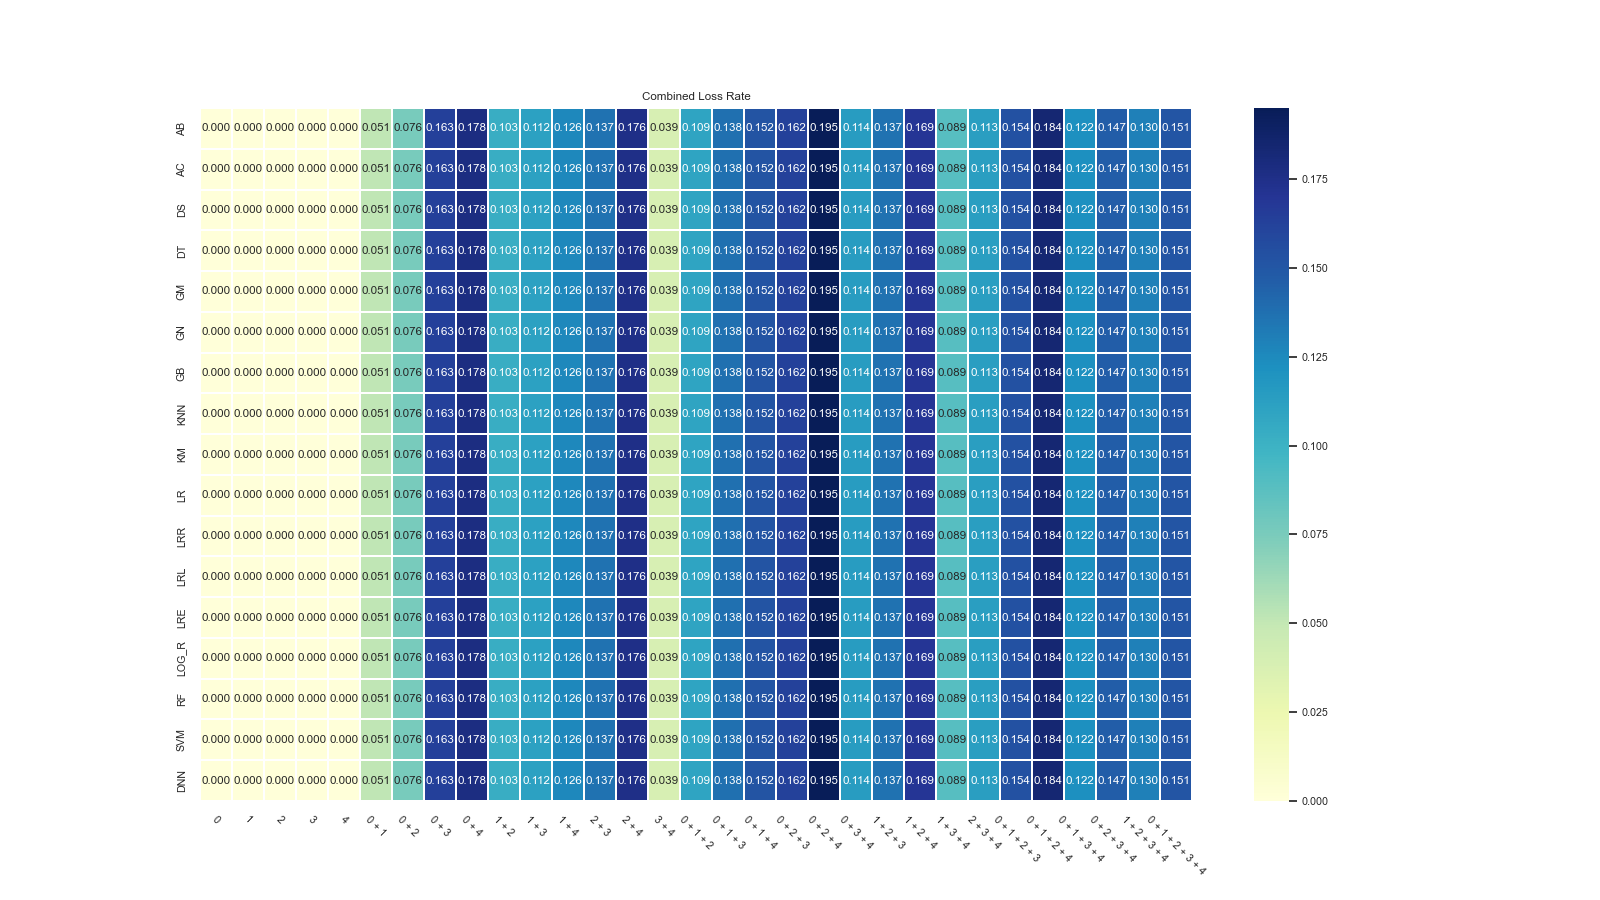 Combined Loss Rate
AB 0.000 0.000 0.000 0.000 0.000 0.051 0.076 0.163 0.178 0.103 0.112 0.126 0.137 0.176 0.039 0.109 0.138 0.152 0.162 0.195 0.114 0.137 0.169 0.089 0.113 0.154 0.184 0.122 0.147 0.130 0.151
AC 0.000 0.000 0.000 0.000 0.000 0.051 0.076 0.163 0.178 0.103 0.112 0.126 0.137 0.176 0.039 0.109 0.138 0.152 0.162 0.195 0.114 0.137 0.169 0.089 0.113 0.154 0.184 0.122 0.147 0.130 0.151
0.175
DS 0.000 0.000 0.000 0.000 0.000 0.051 0.076 0.163 0.178 0.103 0.112 0.126 0.137 0.176 0.039 0.109 0.138 0.152 0.162 0.195 0.114 0.137 0.169 0.089 0.113 0.154 0.184 0.122 0.147 0.130 0.151
DT 0.000 0.000 0.000 0.000 0.000 0.051 0.076 0.163 0.178 0.103 0.112 0.126 0.137 0.176 0.039 0.109 0.138 0.152 0.162 0.195 0.114 0.137 0.169 0.089 0.113 0.154 0.184 0.122 0.147 0.130 0.151
0.150
GM 0.000 0.000 0.000 0.000 0.000 0.051 0.076 0.163 0.178 0.103 0.112 0.126 0.137 0.176 0.039 0.109 0.138 0.152 0.162 0.195 0.114 0.137 0.169 0.089 0.113 0.154 0.184 0.122 0.147 0.130 0.151
GN 0.000 0.000 0.000 0.000 0.000 0.051 0.076 0.163 0.178 0.103 0.112 0.126 0.137 0.176 0.039 0.109 0.138 0.152 0.162 0.195 0.114 0.137 0.169 0.089 0.113 0.154 0.184 0.122 0.147 0.130 0.151
0.125
GB 0.000 0.000 0.000 0.000 0.000 0.051 0.076 0.163 0.178 0.103 0.112 0.126 0.137 0.176 0.039 0.109 0.138 0.152 0.162 0.195 0.114 0.137 0.169 0.089 0.113 0.154 0.184 0.122 0.147 0.130 0.151
KNN 0.000 0.000 0.000 0.000 0.000 0.051 0.076 0.163 0.178 0.103 0.112 0.126 0.137 0.176 0.039 0.109 0.138 0.152 0.162 0.195 0.114 0.137 0.169 0.089 0.113 0.154 0.184 0.122 0.147 0.130 0.151
0.100
KM 0.000 0.000 0.000 0.000 0.000 0.051 0.076 0.163 0.178 0.103 0.112 0.126 0.137 0.176 0.039 0.109 0.138 0.152 0.162 0.195 0.114 0.137 0.169 0.089 0.113 0.154 0.184 0.122 0.147 0.130 0.151
LR 0.000 0.000 0.000 0.000 0.000 0.051 0.076 0.163 0.178 0.103 0.112 0.126 0.137 0.176 0.039 0.109 0.138 0.152 0.162 0.195 0.114 0.137 0.169 0.089 0.113 0.154 0.184 0.122 0.147 0.130 0.151
0.075
LRR 0.000 0.000 0.000 0.000 0.000 0.051 0.076 0.163 0.178 0.103 0.112 0.126 0.137 0.176 0.039 0.109 0.138 0.152 0.162 0.195 0.114 0.137 0.169 0.089 0.113 0.154 0.184 0.122 0.147 0.130 0.151
LRL 0.000 0.000 0.000 0.000 0.000 0.051 0.076 0.163 0.178 0.103 0.112 0.126 0.137 0.176 0.039 0.109 0.138 0.152 0.162 0.195 0.114 0.137 0.169 0.089 0.113 0.154 0.184 0.122 0.147 0.130 0.151
LRE 0.000 0.000 0.000 0.000 0.000 0.051 0.076 0.163 0.178 0.103 0.112 0.126 0.137 0.176 0.039 0.109 0.138 0.152 0.162 0.195 0.114 0.137 0.169 0.089 0.113 0.154 0.184 0.122 0.147 0.130 0.151
0.050
LOG_R 0.000 0.000 0.000 0.000 0.000 0.051 0.076 0.163 0.178 0.103 0.112 0.126 0.137 0.176 0.039 0.109 0.138 0.152 0.162 0.195 0.114 0.137 0.169 0.089 0.113 0.154 0.184 0.122 0.147 0.130 0.151
RF 0.000 0.000 0.000 0.000 0.000 0.051 0.076 0.163 0.178 0.103 0.112 0.126 0.137 0.176 0.039 0.109 0.138 0.152 0.162 0.195 0.114 0.137 0.169 0.089 0.113 0.154 0.184 0.122 0.147 0.130 0.151
0.025
SVM 0.000 0.000 0.000 0.000 0.000 0.051 0.076 0.163 0.178 0.103 0.112 0.126 0.137 0.176 0.039 0.109 0.138 0.152 0.162 0.195 0.114 0.137 0.169 0.089 0.113 0.154 0.184 0.122 0.147 0.130 0.151
DNN 0.000 0.000 0.000 0.000 0.000 0.051 0.076 0.163 0.178 0.103 0.112 0.126 0.137 0.176 0.039 0.109 0.138 0.152 0.162 0.195 0.114 0.137 0.169 0.089 0.113 0.154 0.184 0.122 0.147 0.130 0.151
0.000
0
1
2
3
4
0 + 1
0 + 2
0 + 3
0 + 4
1 + 2
1 + 3
1 + 4
2 + 3
2 + 4
3 + 4
0 + 1 + 2
0 + 1 + 3
0 + 1 + 4
0 + 2 + 3
0 + 2 + 4
0 + 3 + 4
1 + 2 + 3
1 + 2 + 4
1 + 3 + 4
2 + 3 + 4
0 + 1 + 2 + 3
0 + 1 + 2 + 4
0 + 1 + 3 + 4
0 + 2 + 3 + 4
1 + 2 + 3 + 4
0 + 1 + 2 + 3 + 4